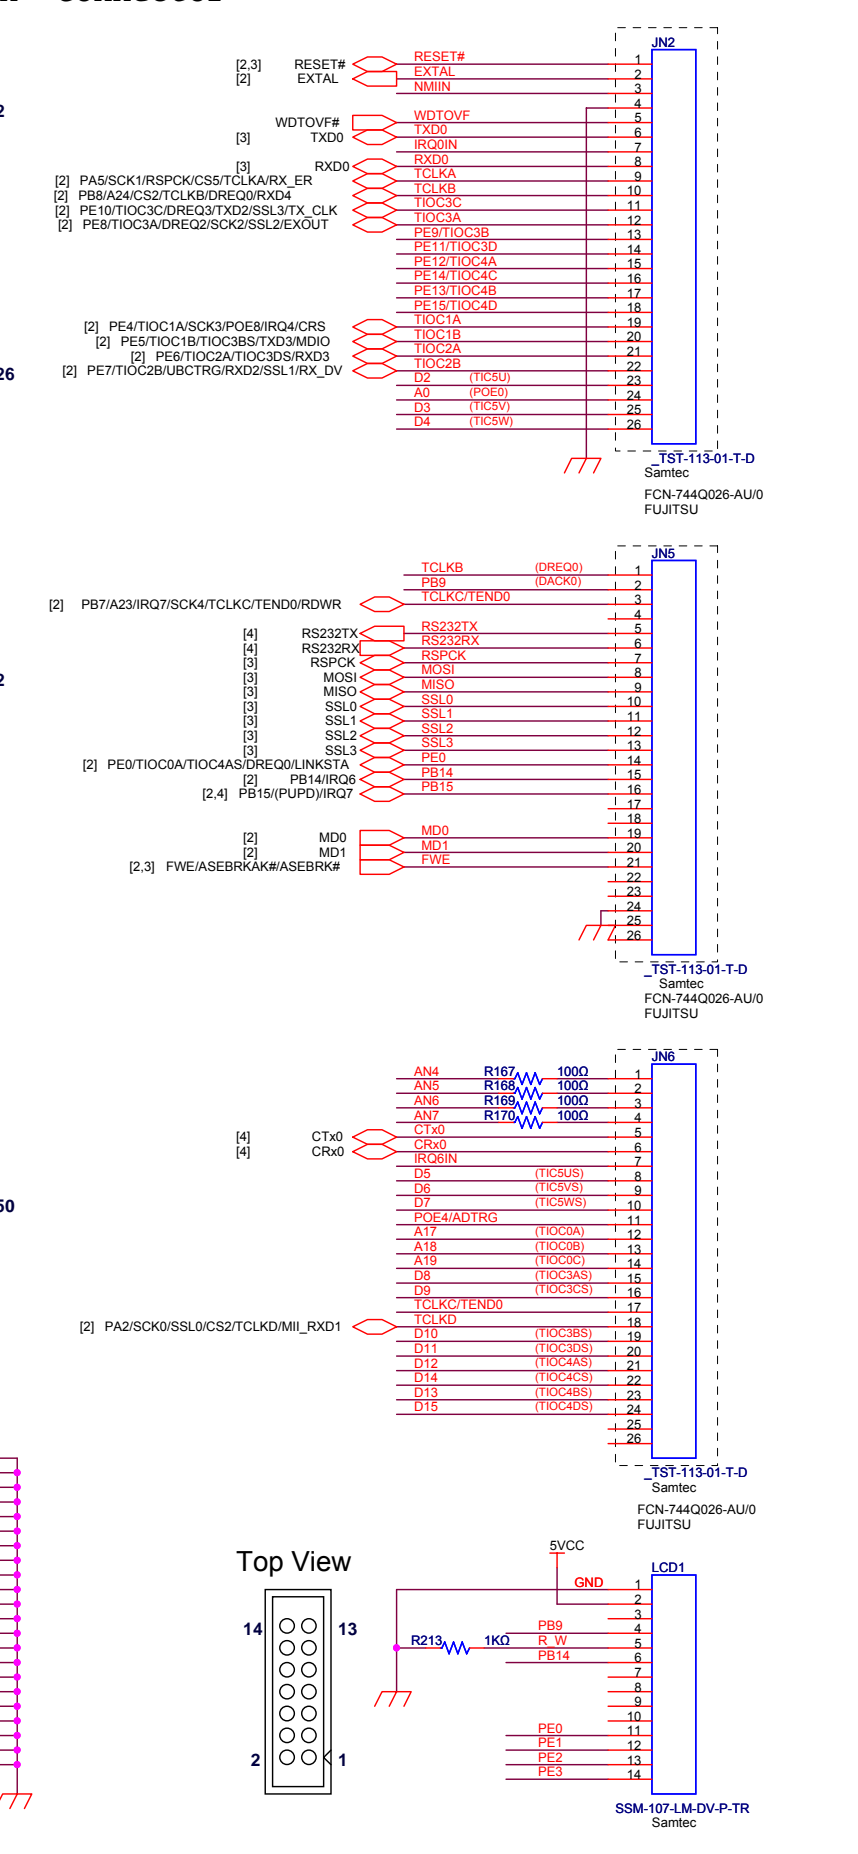 JN2
[2,3] RESET# RESET# 1
[2] EXTAL EXTAL 2
NMIIN 3
4
WDTOVF# WDTOVF 5
[3] TXD0 TXD0 6
IRQ0IN 7
[3] RXD0 RXD0 8
[2] PA5/SCK1/RSPCK/CS5/TCLKA/RX_ER TCLKA 9
[2] PB8/A24/CS2/TCLKB/DREQ0/RXD4 TCLKB 10
[2] PE10/TIOC3C/DREQ3/TXD2/SSL3/TX_CLK TIOC3C 11
[2] PE8/TIOC3A/DREQ2/SCK2/SSL2/EXOUT TIOC3A 12
PE9/TIOC3B 13
PE11/TIOC3D 14
PE12/TIOC4A 15
PE14/TIOC4C 16
PE13/TIOC4B 17
PE15/TIOC4D 18
[2] PE4/TIOC1A/SCK3/POE8/IRQ4/CRS TIOC1A 19
[2] PE5/TIOC1B/TIOC3BS/TXD3/MDIO TIOC1B 20
[2] PE6/TIOC2A/TIOC3DS/RXD3 TIOC2A 21
[2] PE7/TIOC2B/UBCTRG/RXD2/SSL1/RX_DV TIOC2B 22
D2 (TIC5U) 23
A0 (POE0) 24
D3 (TIC5V) 25
D4 (TIC5W) 26
_TST-113-01-T-D
Samtec
FCN-744Q026-AU/0
FUJITSU
JN5
TCLKB (DREQ0) 1
PB9 (DACK0) 2
[2] PB7/A23/IRQ7/SCK4/TCLKC/TEND0/RDWR TCLKC/TEND0 3
4
[4] RS232TX RS232TX 5
[4] RS232RX RS232RX 6
[3] RSPCK RSPCK 7
[3] MOSI MOSI 8
[3] MISO MISO 9
[3] SSL0 SSL0 10
[3] SSL1 SSL1 11
[3] SSL2 SSL2 12
[3] SSL3 SSL3 13
[2] PE0/TIOC0A/TIOC4AS/DREQ0/LINKSTA PE0 14
[2] PB14/IRQ6 PB14 15
[2,4] PB15/(PUPD)/IRQ7 PB15 16
17
18
[2] MD0 MD0 19
[2] MD1 MD1 20
[2,3] FWE/ASEBRKAK#/ASEBRK# FWE 21
22
23
24
25
26
_TST-113-01-T-D
Samtec
FCN-744Q026-AU/0
FUJITSU
JN6
AN4 R167 100Ω 1
AN5 R168 100Ω 2
AN6 R169 100Ω 3
AN7 R170 100Ω 4
[4] CTx0 CTx0 5
[4] CRx0 CRx0 6
IRQ6IN 7
D5 (TIC5US) 8
D6 (TIC5VS) 9
D7 (TIC5WS) 10
POE4/ADTRG 11
A17 (TIOC0A) 12
A18 (TIOC0B) 13
A19 (TIOC0C) 14
D8 (TIOC3AS) 15
D9 (TIOC3CS) 16
TCLKC/TEND0 17
[2] PA2/SCK0/SSL0/CS2/TCLKD/MII_RXD1 TCLKD 18
D10 (TIOC3BS) 19
D11 (TIOC3DS) 20
D12 (TIOC4AS) 21
D14 (TIOC4CS) 22
D13 (TIOC4BS) 23
D15 (TIOC4DS) 24
25
26
_TST-113-01-T-D
Samtec
FCN-744Q026-AU/0
FUJITSU
Top View
14 13
2 1
5VCC
LCD1
GND 1
2
3
PB9 4
R213 1KΩ R_W 5
PB14 6
7
8
9
10
PE0 11
PE1 12
PE2 13
PE3 14
SSM-107-LM-DV-P-TR
Samtec